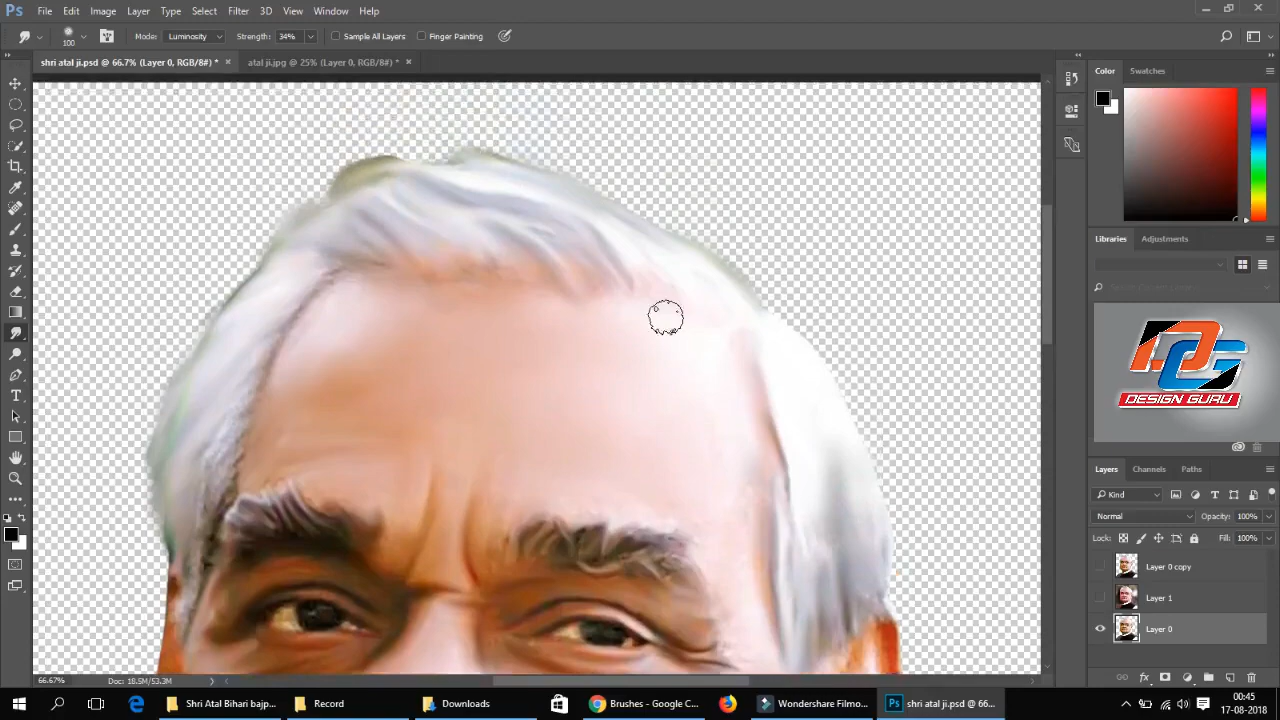 Ps File Edit Image Layer Type Select Filter 3D View Window Help
100 Mode: Luminosity Strength: 34% Sample All Layers Finger Painting
shri atal ji.psd @ 66.7% (Layer 0, RGB/8#) * × atal ji.jpg @ 25% (Layer 0, RGB/8#) * ×
Color Swatches
Libraries Adjustments
DESIGN GURU
Layers Channels Paths
Kind
Normal Opacity: 100%
Lock: Fill: 100%
Layer 0 copy
Layer 1
Layer 0
66.67% Doc: 18.5M/53.3M
Shri Atal Bihari bajp... Record Downloads Brushes - Google C... Wondershare Filmo... Ps shri atal ji.psd @ 66... 00:45
17-08-2018